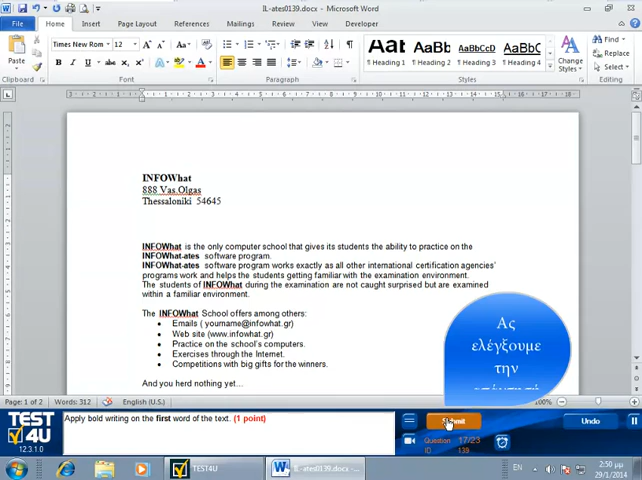 IL-ates0139.docx - Microsoft Word
File
Home
Insert
Page Layout
References
Mailings
Review
View
Developer
Times New Rom
12
Paste
Clipboard
Font
Paragraph
AaBb
AaBb
AaBbCcD
AaBbC
Heading 1
Heading 2
Heading 3
Heading 4
Change
Styles
Styles
Find
Replace
Select
Editing
INFOWhat
888 Vas.Olgas
Thessaloniki 54645
INFOWhat is the only computer school that gives its students the ability to practice on the
INFOWhat-ates software program.
INFOWhat-ates software program works exactly as all other international certification agencies'
programs work and helps the students getting familiar with the examination environment.
The students of INFOWhat during the examination are not caught surprised but are examined
within a familiar environment.
The INFOWhat School offers among others:
• Emails ( yourname@infowhat.gr)
• Web site (www.infowhat.gr)
• Practice on the school's computers.
• Exercises through the Internet.
• Competitions with big gifts for the winners.
And you herd nothing yet...
Ας
ελέγξουμε
την
Page: 1 of 2
Words: 312
English (U.S.)
100%
TEST
4U
12.3.1.0
Apply bold writing on the first word of the text. (1 point)
Submit
Undo
Question 17/23
ID 139
TEST4U
IL-ates0139.docx -...
EN
2:50 μμ
29/1/2014